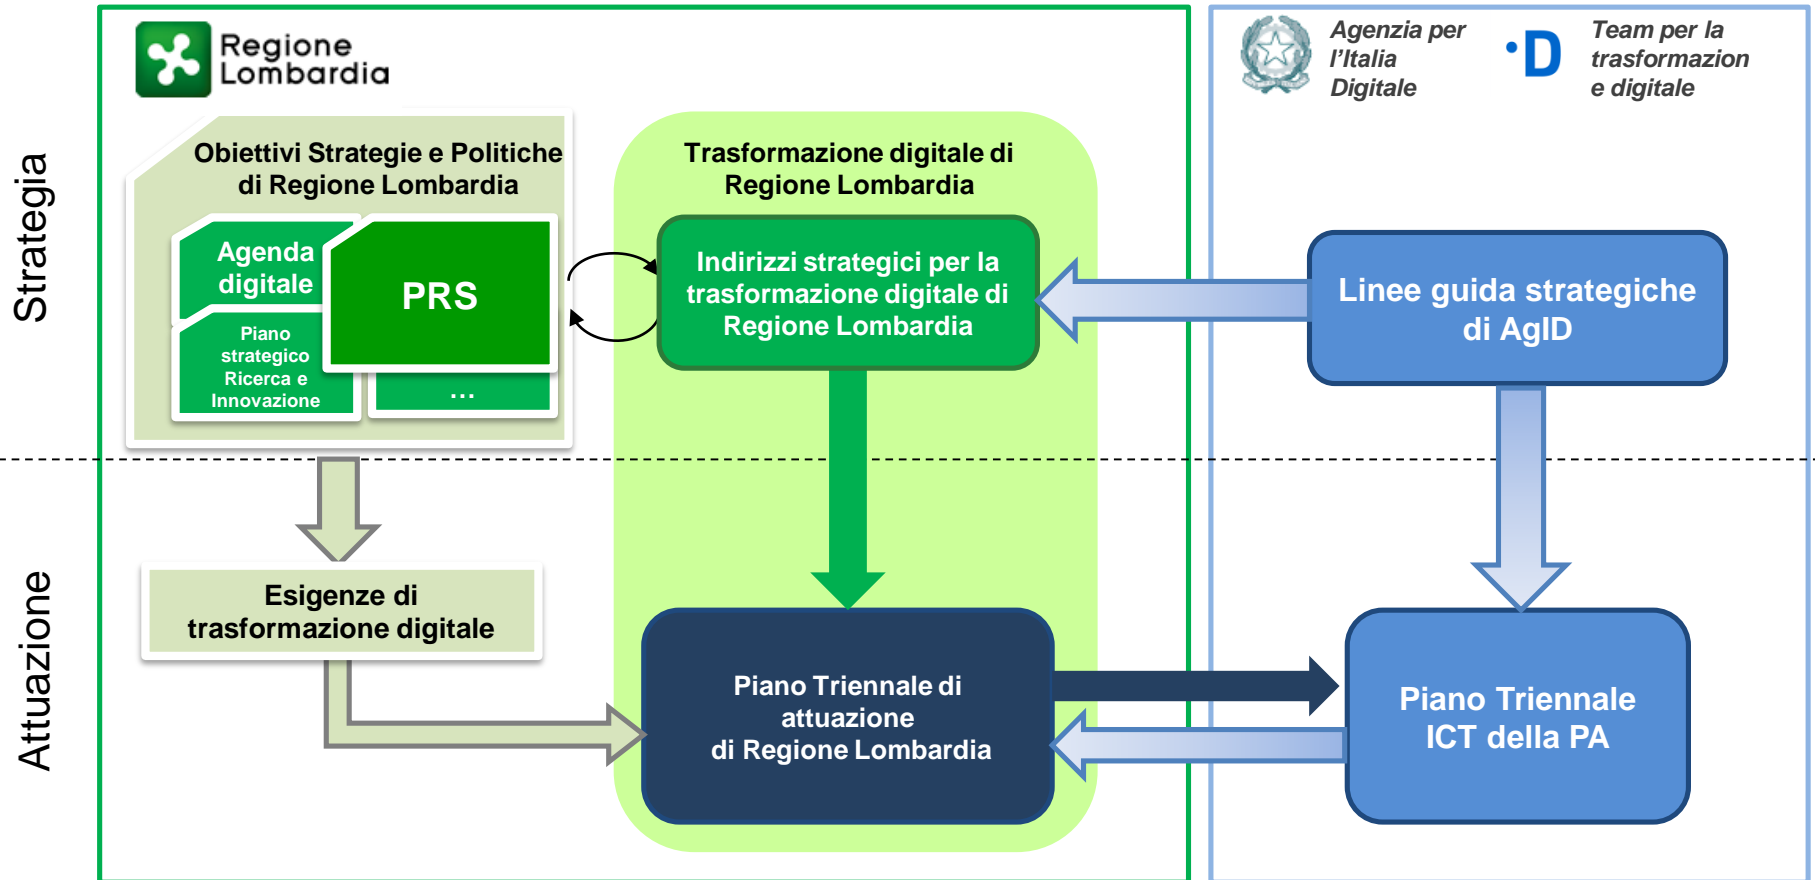 Regione
Lombardia
Agenzia per
l'Italia
Digitale
D
Team per la
trasformazion
e digitale
Strategia
Obiettivi Strategie e Politiche
di Regione Lombardia
Agenda
digitale
PRS
Piano
strategico
Ricerca e
Innovazione
...
Trasformazione digitale di
Regione Lombardia
Indirizzi strategici per la
trasformazione digitale di
Regione Lombardia
Linee guida strategiche
di AgID
Attuazione
Esigenze di
trasformazione digitale
Piano Triennale di
attuazione
di Regione Lombardia
Piano Triennale
ICT della PA